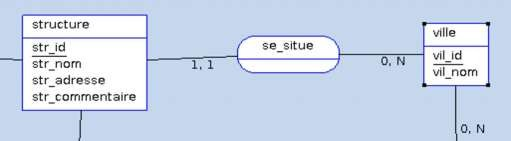 structure
str_id
str_nom
str_adresse
str_commentaire
1, 1
se_situe
0, N
ville
vil_id
vil_nom
0, N